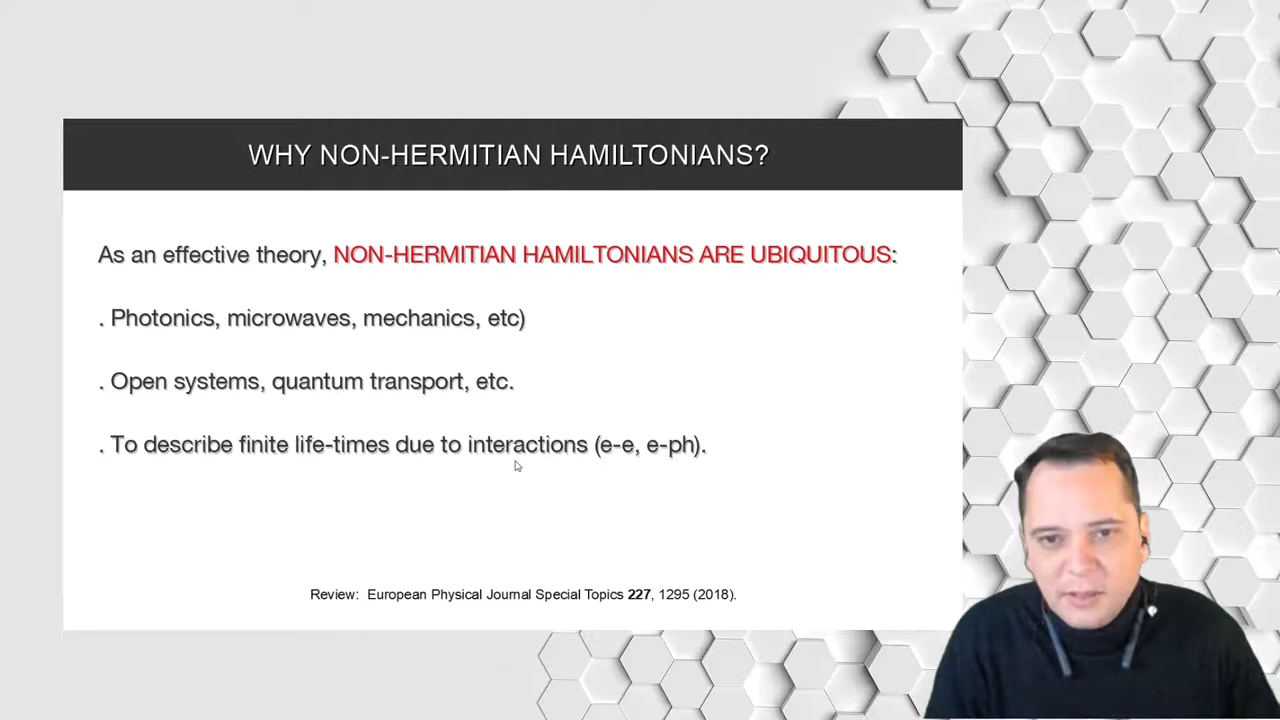 WHY NON-HERMITIAN HAMILTONIANS?
As an effective theory, NON-HERMITIAN HAMILTONIANS ARE UBIQUITOUS:
. Photonics, microwaves, mechanics, etc)
. Open systems, quantum transport, etc.
. To describe finite life-times due to interactions (e-e, e-ph).
Review: European Physical Journal Special Topics 227, 1295 (2018).